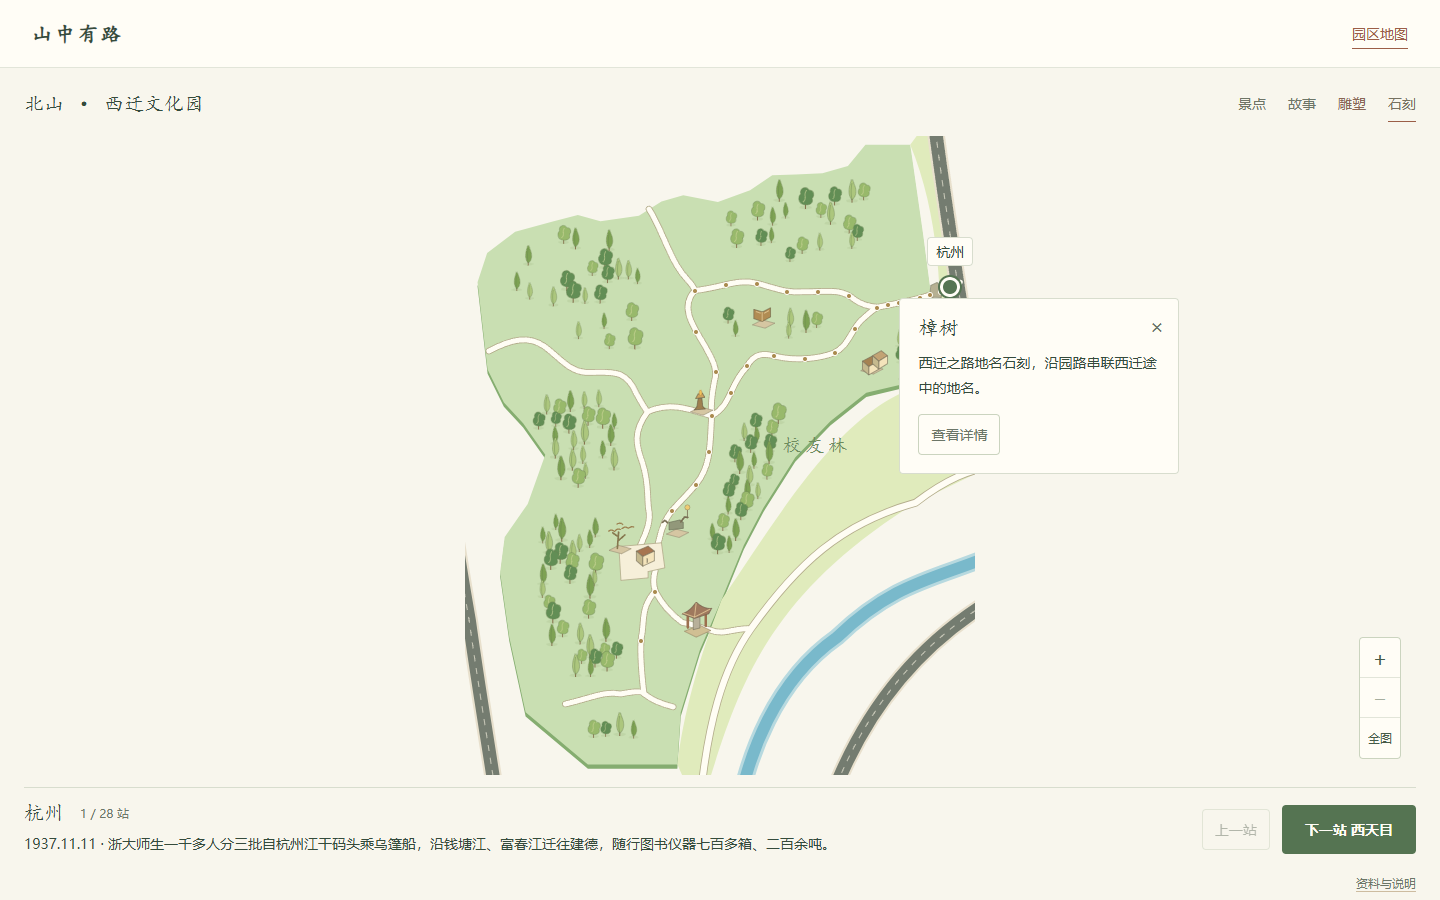 山中有路
园区地图
北山 • 西迁文化园
景点 故事 雕塑 石刻
杭州
樟树 ×
西迁之路地名石刻，沿园路串联西迁途
中的地名。
查看详情
校友林
+
−
全图
杭州 1 / 28 站
1937.11.11 · 浙大师生一千多人分三批自杭州江干码头乘乌篷船，沿钱塘江、富春江迁往建德，随行图书仪器七百多箱、二百余吨。
上一站 下一站 西天目
资料与说明